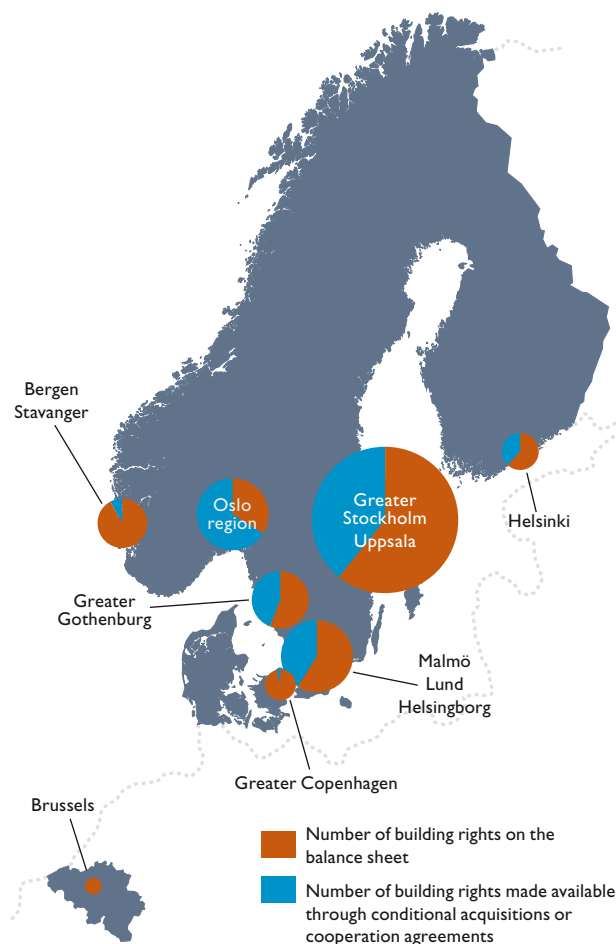 Bergen
Stavanger
Oslo
region
Greater
Stockholm
Uppsala
Helsinki
Greater
Gothenburg
Malmö
Lund
Helsingborg
Greater Copenhagen
Brussels
Number of building rights on the
balance sheet
Number of building rights made available
through conditional acquisitions or
cooperation agreements